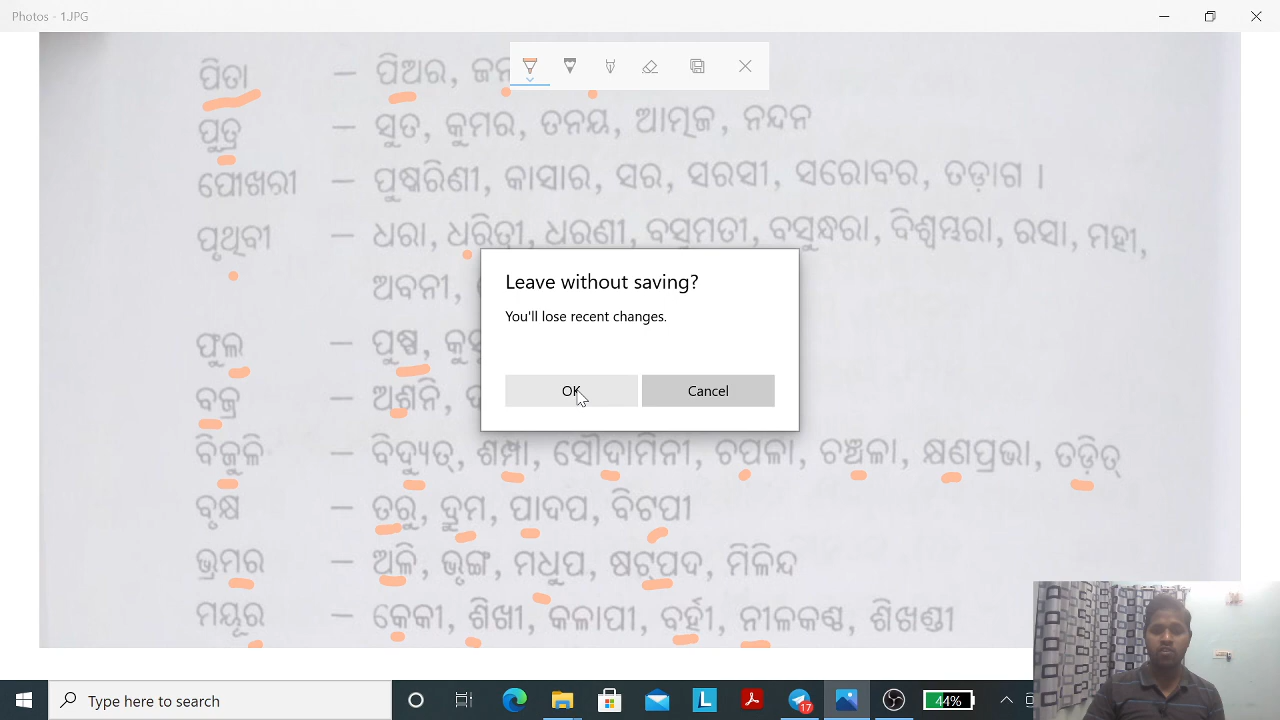 Photos - 1.JPG
ପିତା — ପିଅର,
ପୁତ୍ର — ସୁତ, କୁମର, ତନୟ, ଆତ୍ମଜ, ନନ୍ଦନ
ପୋଖରୀ — ପୁଷ୍କରିଣୀ, କାସାର, ସର, ସରସୀ, ସରୋବର, ତଡ଼ାଗ ।
ପୃଥିବୀ — ଧରା, ଧରିତ୍ରୀ, ଧରଣୀ, ବସୁମତୀ, ବସୁନ୍ଧରା, ବିଶ୍ୱମ୍ଭରା, ରସା, ମହୀ,
ଅବନୀ,
Leave without saving?
You'll lose recent changes.
ଫୁଲ — ପୁଷ୍ପ,
OK Cancel
ବଜ୍ର — ଅଶନି,
ବିଜୁଳି — ବିଦ୍ୟୁତ୍, ଶମ୍ପା, ସୌଦାମିନୀ, ଚପଳା, ଚଞ୍ଚଳା, କ୍ଷଣପ୍ରଭା, ତଡ଼ିତ୍
ବୃକ୍ଷ — ତରୁ, ଦ୍ରୁମ, ପାଦପ, ବିଟପୀ
ଭ୍ରମର — ଅଳି, ଭୃଙ୍ଗ, ମଧୁପ, ଷଟ୍‌ପଦ, ମିଳିନ୍ଦ
ମୟୂର — କେକୀ, ଶିଖୀ, କଳାପୀ, ବର୍ହୀ, ନୀଳକଣ୍ଠ, ଶିଖଣ୍ଡୀ
Type here to search
17
44%